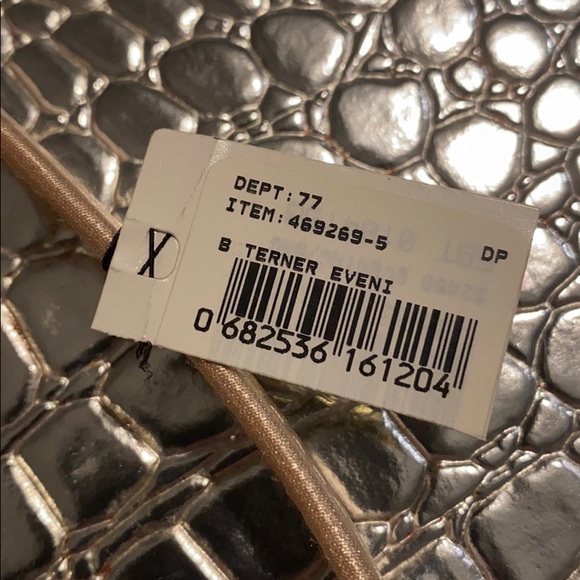 DEPT:77
ITEM:469269-5
DP
B TERNER EVENI
0 682536 161204
X